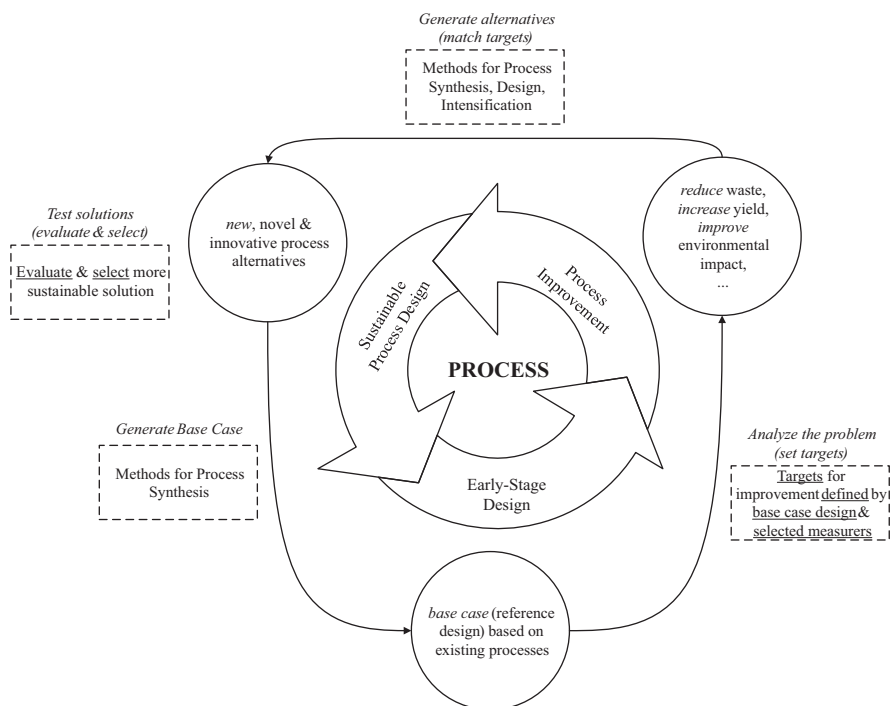 Generate alternatives
(match targets)
Methods for Process
Synthesis, Design,
Intensification
Test solutions
(evaluate & select)
Evaluate & select more
sustainable solution
new, novel &
innovative process
alternatives
reduce waste,
increase yield,
improve
environmental
impact,
...
Sustainable
Process Design
Process
Improvement
PROCESS
Early-Stage
Design
Generate Base Case
Methods for Process
Synthesis
Analyze the problem
(set targets)
Targets for
improvement defined by
base case design &
selected measurers
base case (reference
design) based on
existing processes